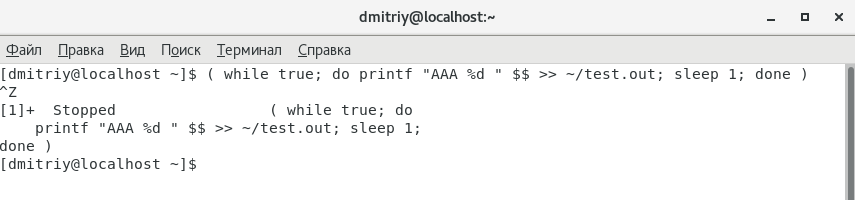 dmitriy@localhost:~
Файл Правка Вид Поиск Терминал Справка
[dmitriy@localhost ~]$ ( while true; do printf "AAA %d " $$ >> ~/test.out; sleep 1; done )
^Z
[1]+  Stopped                 ( while true; do
    printf "AAA %d " $$ >> ~/test.out; sleep 1;
done )
[dmitriy@localhost ~]$